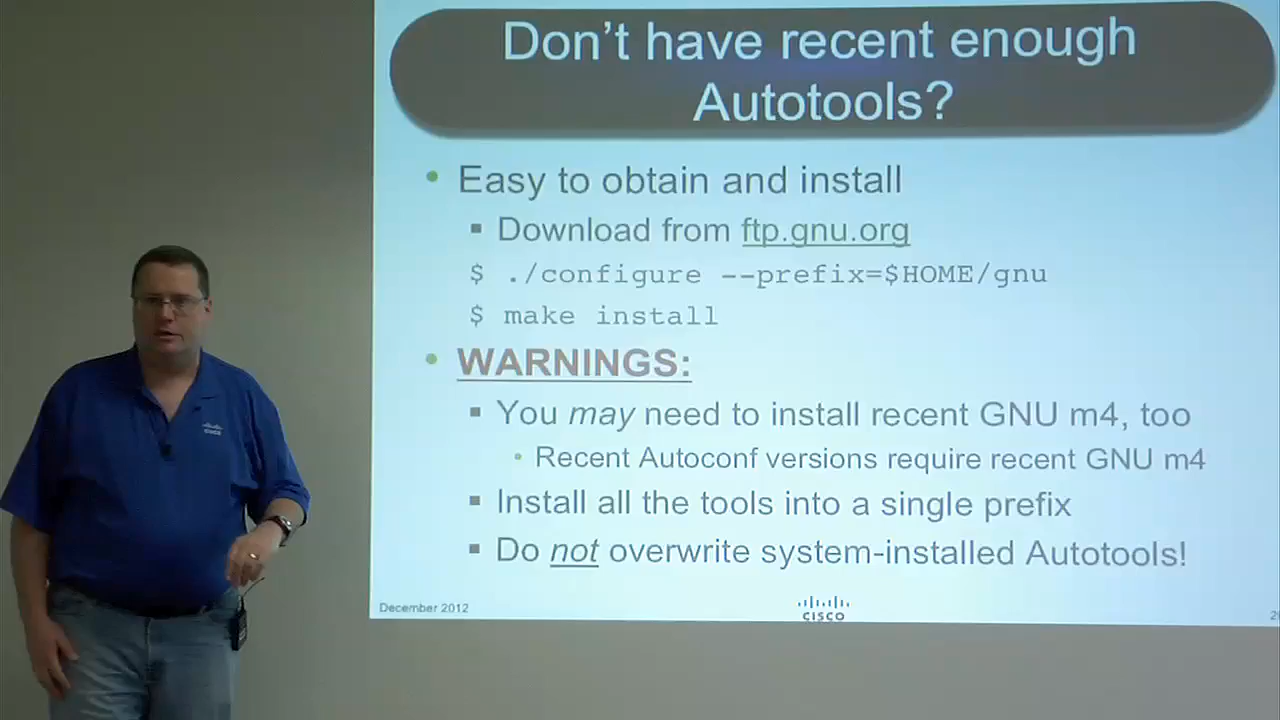 Don't have recent enough
Autotools?
• Easy to obtain and install
▪ Download from ftp.gnu.org
$ ./configure --prefix=$HOME/gnu
$ make install
• WARNINGS:
▪ You may need to install recent GNU m4, too
• Recent Autoconf versions require recent GNU m4
▪ Install all the tools into a single prefix
▪ Do not overwrite system-installed Autotools!
December 2012
CISCO
CISCO